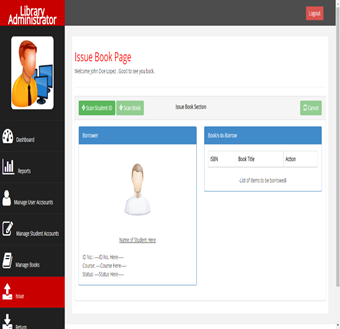 Library
Administrator
Logout
Issue Book Page
Welcome, John Doe Lopez . Good to see you back.
Scan Student ID
Scan Book
Issue Book Section
Cancel
Dashboard
Reports
Manage User Accounts
Manage Student Accounts
Manage Books
Issue
Return
Borrower
Name of Student Here
ID No.: ---ID No. Here----
Course: ---Course Here----
Status: ---Status Here----
Book/s to Borrow
ISBN Book Title Action
-List of items to be borrowed-